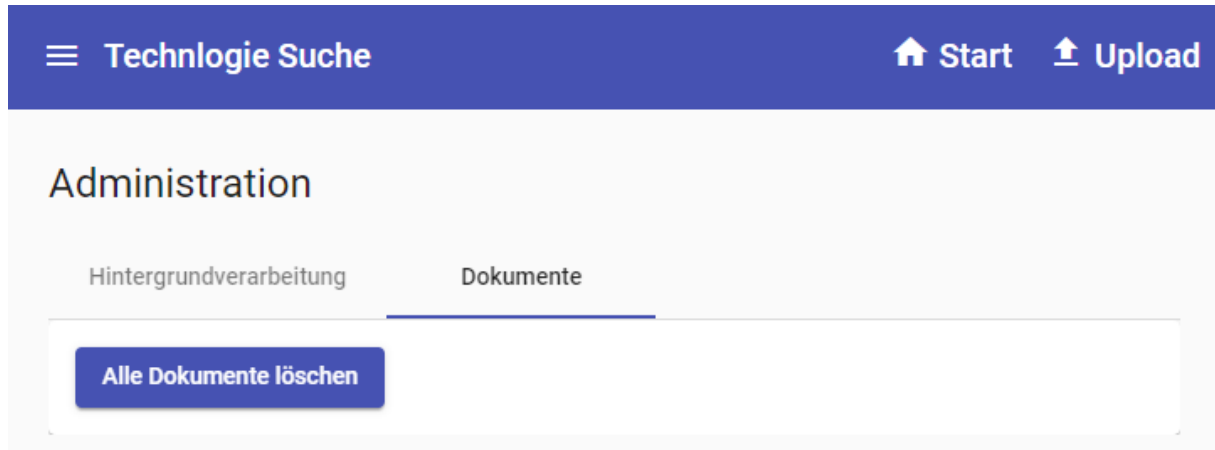 Technlogie Suche Start Upload
Administration
Hintergrundverarbeitung Dokumente
Alle Dokumente löschen